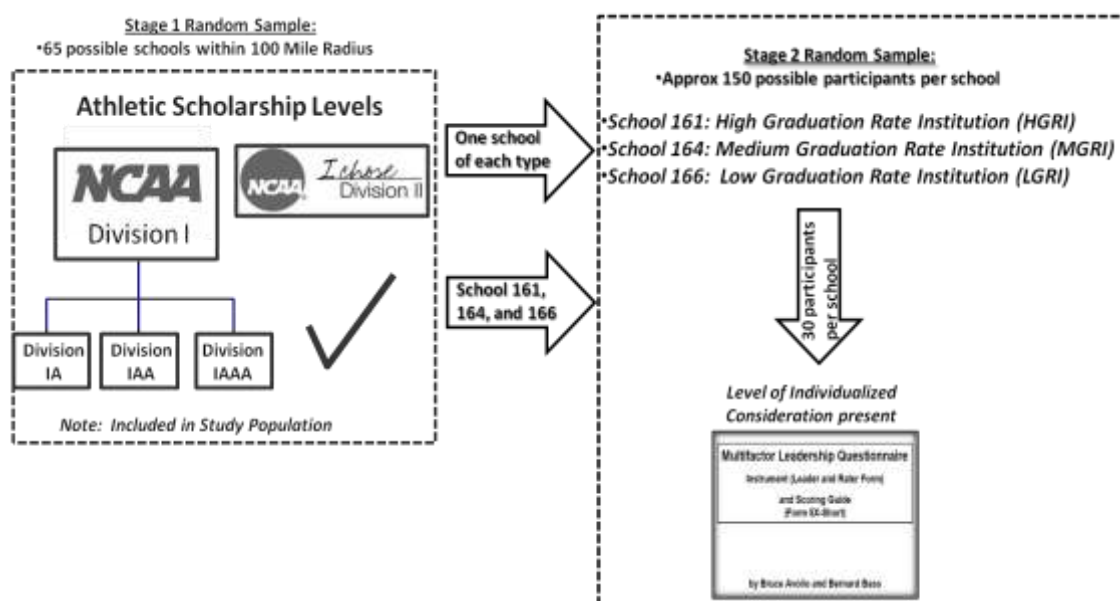 Stage 1 Random Sample:
•65 possible schools within 100 Mile Radius
Athletic Scholarship Levels
NCAA
Division I
NCAA
I chose
Division II
Division
IA
Division
IAA
Division
IAAA
Note: Included in Study Population
One school
of each type
School 161,
164, and 166
Stage 2 Random Sample:
•Approx 150 possible participants per school
•School 161: High Graduation Rate Institution (HGRI)
•School 164: Medium Graduation Rate Institution (MGRI)
•School 166: Low Graduation Rate Institution (LGRI)
30 participants
per school
Level of Individualized
Consideration present
Multifactor Leadership Questionnaire
Instrument (Leader and Rater Form)
and Scoring Guide
(Form 5X-Short)
by Bruce Avolio and Bernard Bass